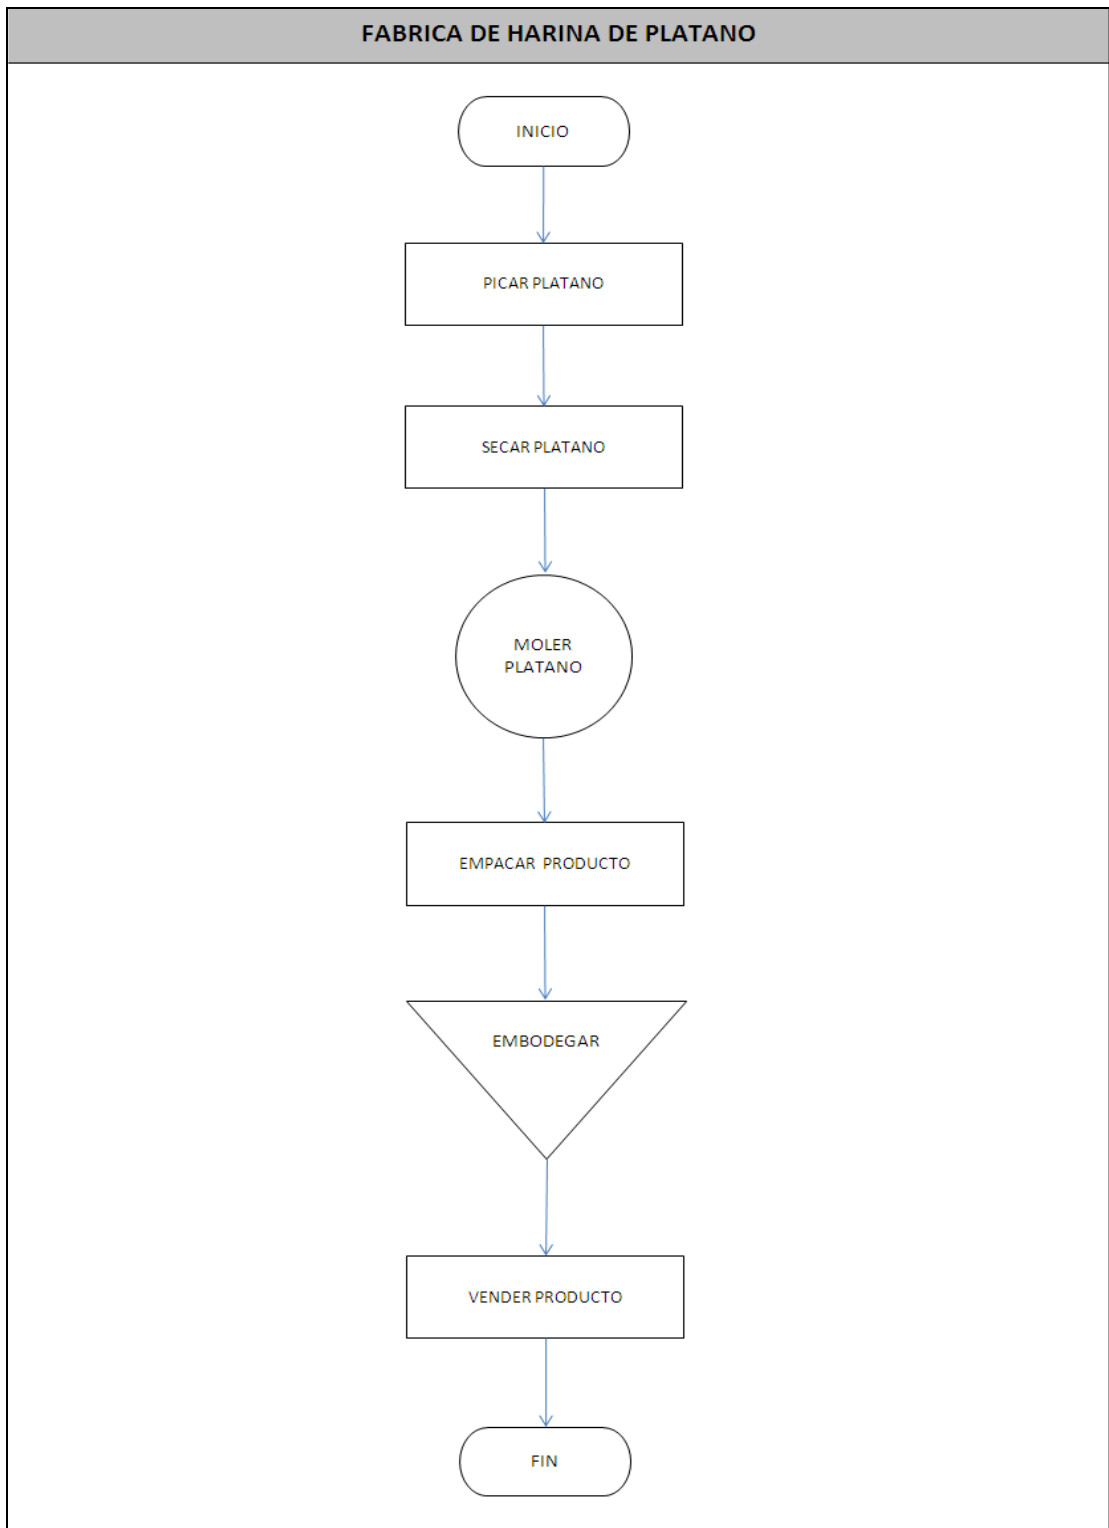 FABRICA DE HARINA DE PLATANO
INICIO
PICAR PLATANO
SECAR PLATANO
MOLER
PLATANO
EMPACAR PRODUCTO
EMBODEGAR
VENDER PRODUCTO
FIN